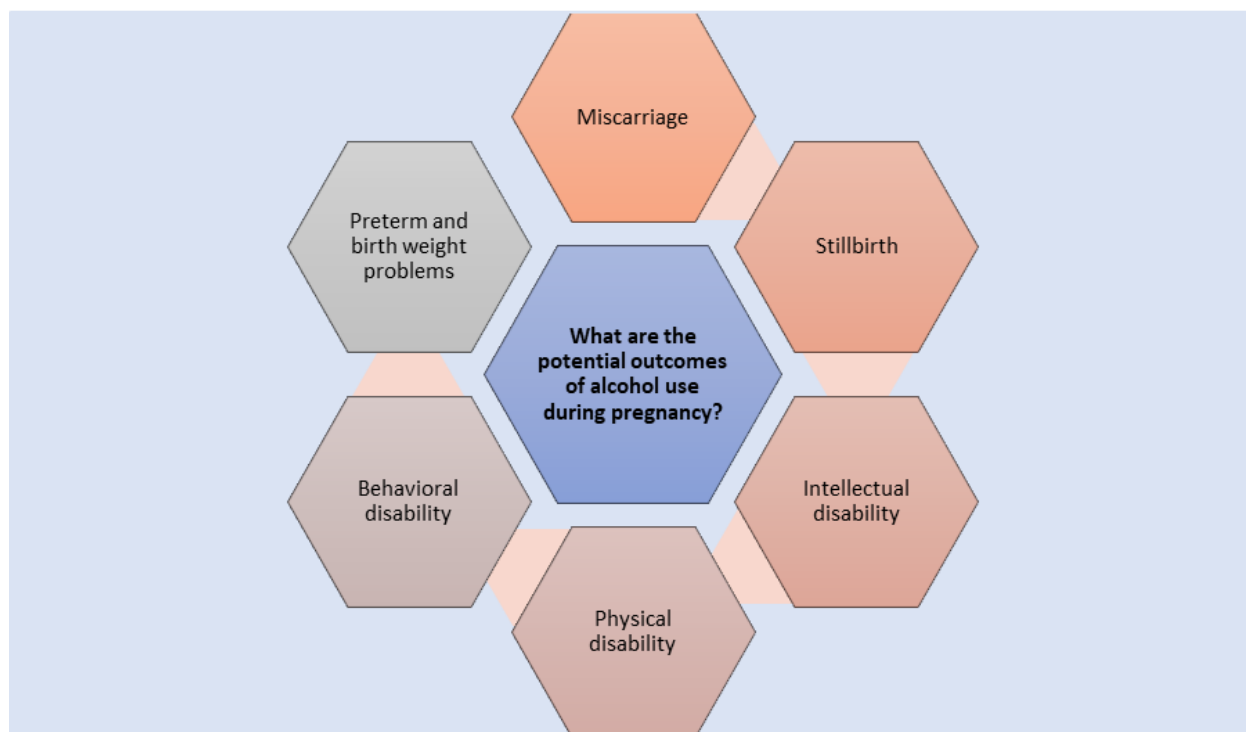 Miscarriage
Stillbirth
Intellectual
disability
Physical
disability
Behavioral
disability
Preterm and
birth weight
problems
What are the
potential outcomes
of alcohol use
during pregnancy?